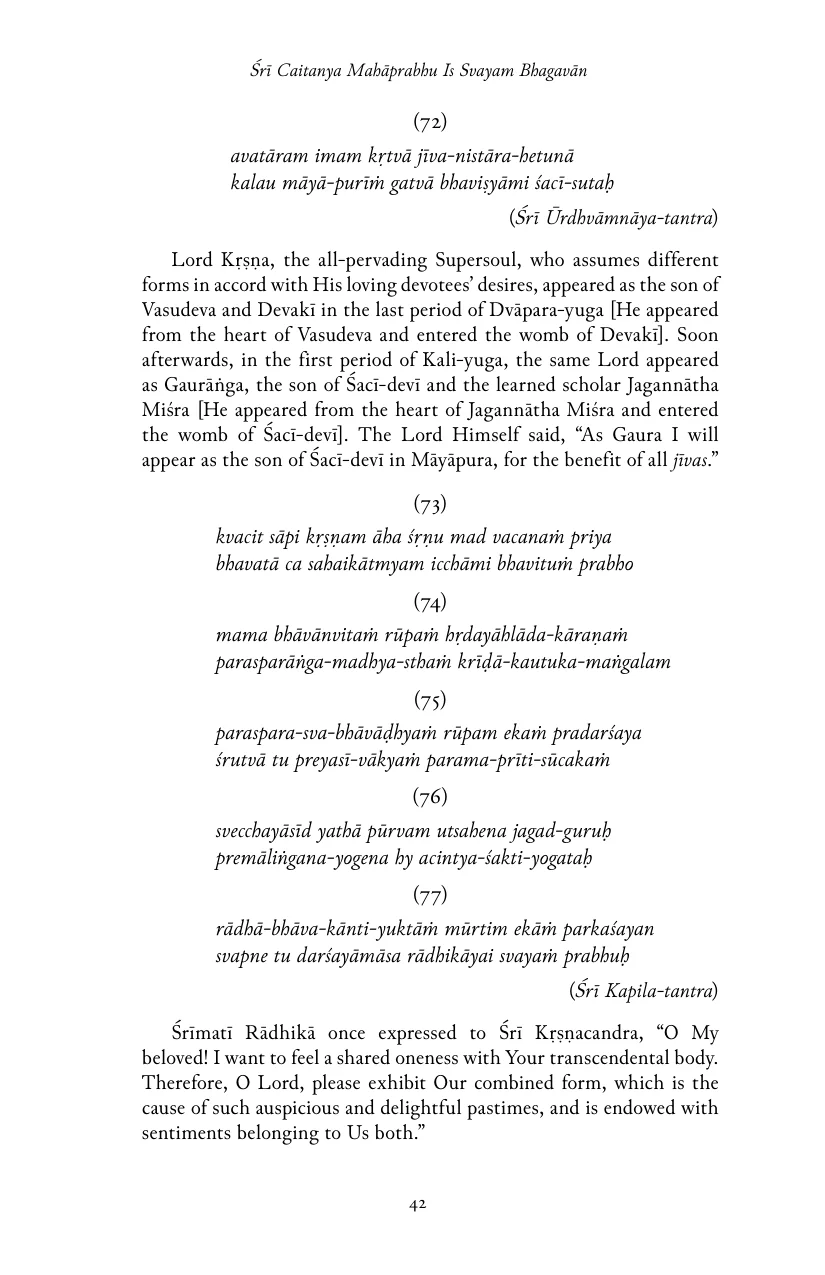 Śrī Caitanya Mahāprabhu Is Svayam Bhagavān
(72)
avatāram imam kṛtvā jīva-nistāra-hetunā
kalau māyā-purīṁ gatvā bhaviṣyāmi śacī-sutaḥ
(Śrī Ūrdhvāmnāya-tantra)
Lord Kṛṣṇa, the all-pervading Supersoul, who assumes different
forms in accord with His loving devotees’ desires, appeared as the son of
Vasudeva and Devakī in the last period of Dvāpara-yuga [He appeared
from the heart of Vasudeva and entered the womb of Devakī]. Soon
afterwards, in the first period of Kali-yuga, the same Lord appeared
as Gaurāṅga, the son of Śacī-devī and the learned scholar Jagannātha
Miśra [He appeared from the heart of Jagannātha Miśra and entered
the womb of Śacī-devī]. The Lord Himself said, “As Gaura I will
appear as the son of Śacī-devī in Māyāpura, for the benefit of all jīvas.”
(73)
kvacit sāpi kṛṣṇam āha śṛṇu mad vacanaṁ priya
bhavatā ca sahaikātmyam icchāmi bhavituṁ prabho
(74)
mama bhāvānvitaṁ rūpaṁ hṛdayāhlāda-kāraṇaṁ
parasparāṅga-madhya-sthaṁ krīḍā-kautuka-maṅgalam
(75)
paraspara-sva-bhāvāḍhyaṁ rūpam ekaṁ pradarśaya
śrutvā tu preyasī-vākyaṁ parama-prīti-sūcakaṁ
(76)
svecchayāsīd yathā pūrvam utsahena jagad-guruḥ
premāliṅgana-yogena hy acintya-śakti-yogataḥ
(77)
rādhā-bhāva-kānti-yuktāṁ mūrtim ekāṁ parkaśayan
svapne tu darśayāmāsa rādhikāyai svayaṁ prabhuḥ
(Śrī Kapila-tantra)
Śrīmatī Rādhikā once expressed to Śrī Kṛṣṇacandra, “O My
beloved! I want to feel a shared oneness with Your transcendental body.
Therefore, O Lord, please exhibit Our combined form, which is the
cause of such auspicious and delightful pastimes, and is endowed with
sentiments belonging to Us both.”
42